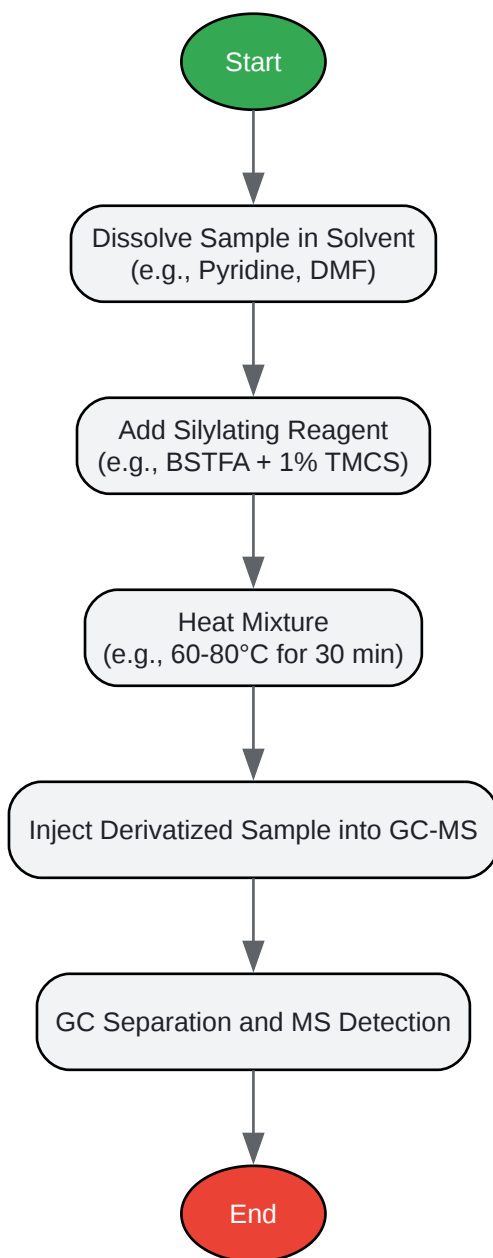 Start
Dissolve Sample in Solvent
(e.g., Pyridine, DMF)
Add Silylating Reagent
(e.g., BSTFA + 1% TMCS)
Heat Mixture
(e.g., 60-80°C for 30 min)
Inject Derivatized Sample into GC-MS
GC Separation and MS Detection
End